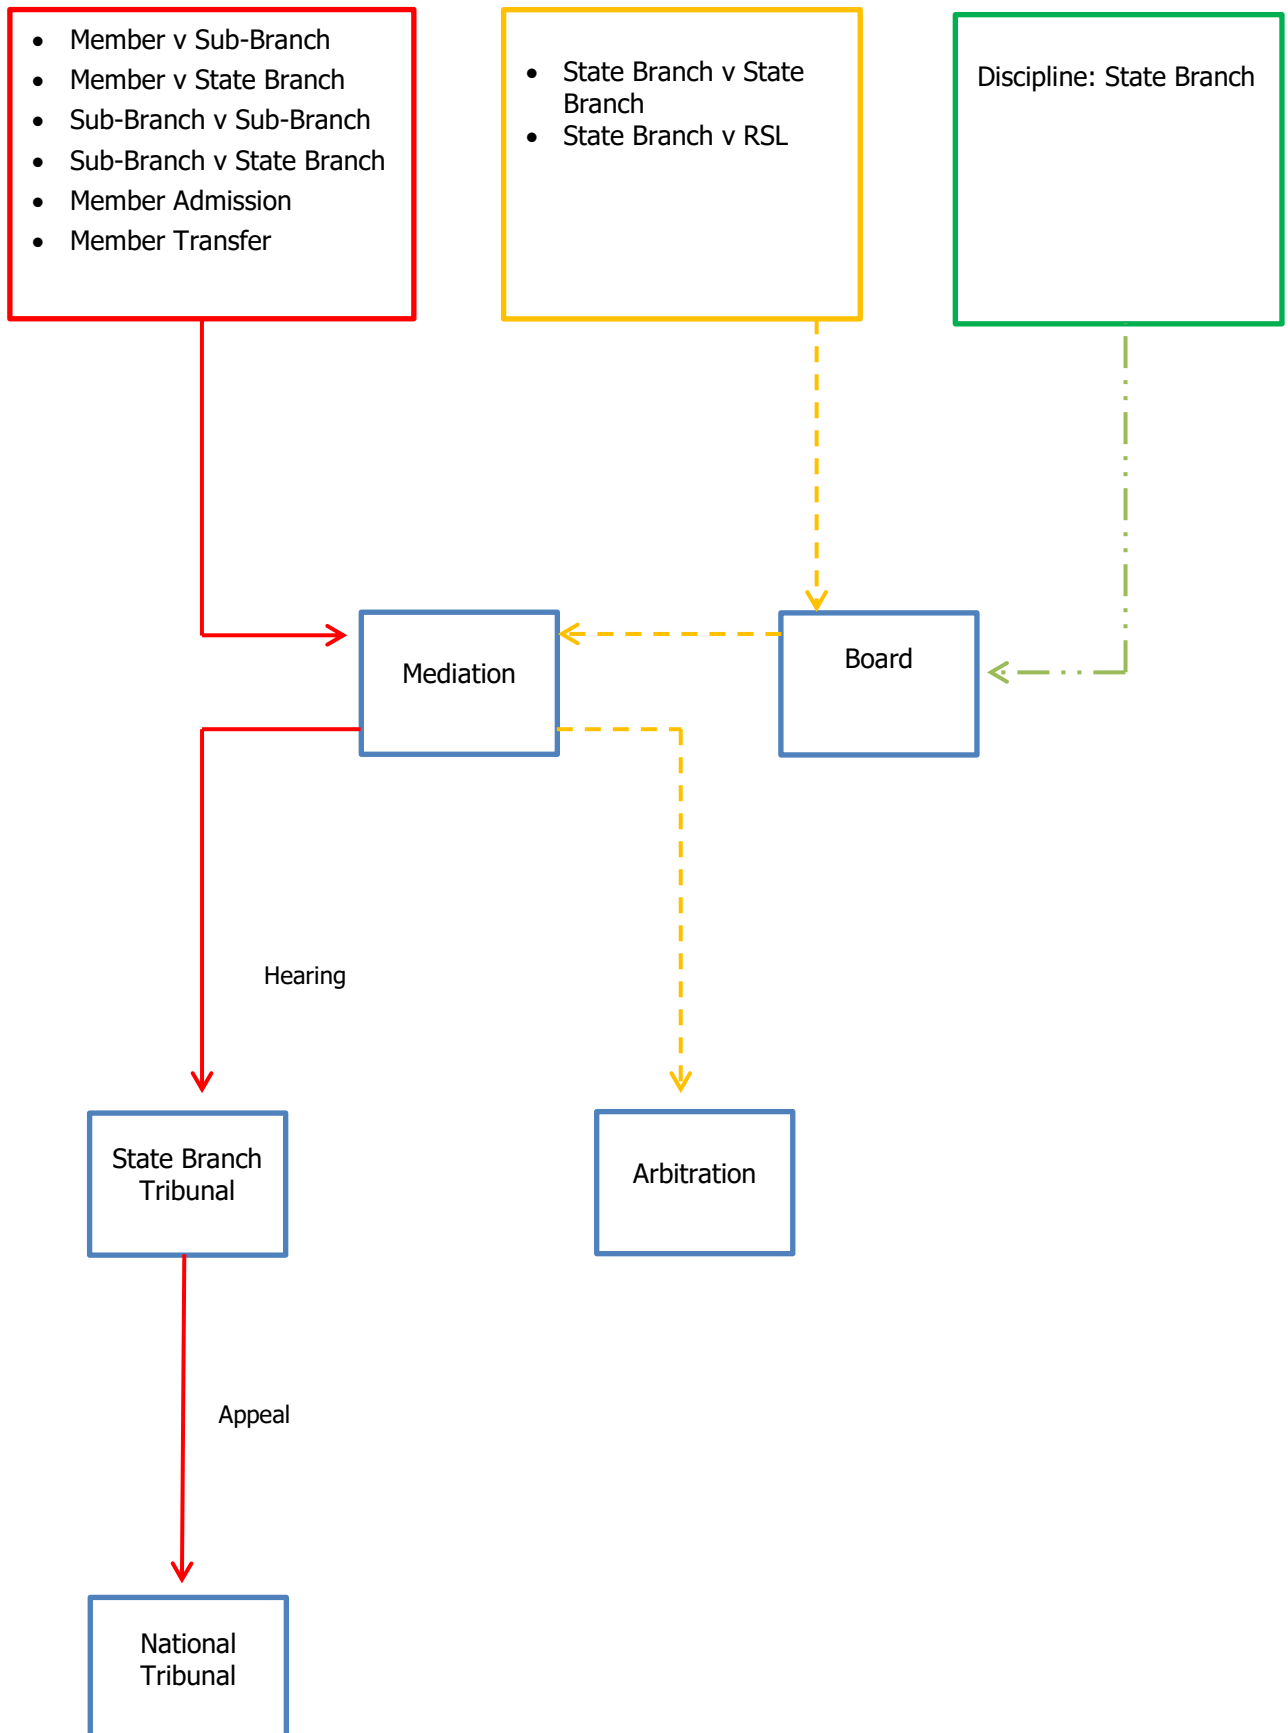 • Member v Sub-Branch
• Member v State Branch
• Sub-Branch v Sub-Branch
• Sub-Branch v State Branch
• Member Admission
• Member Transfer
• State Branch v State
Branch
• State Branch v RSL
Discipline: State Branch
Mediation
Board
Hearing
State Branch
Tribunal
Arbitration
Appeal
National
Tribunal